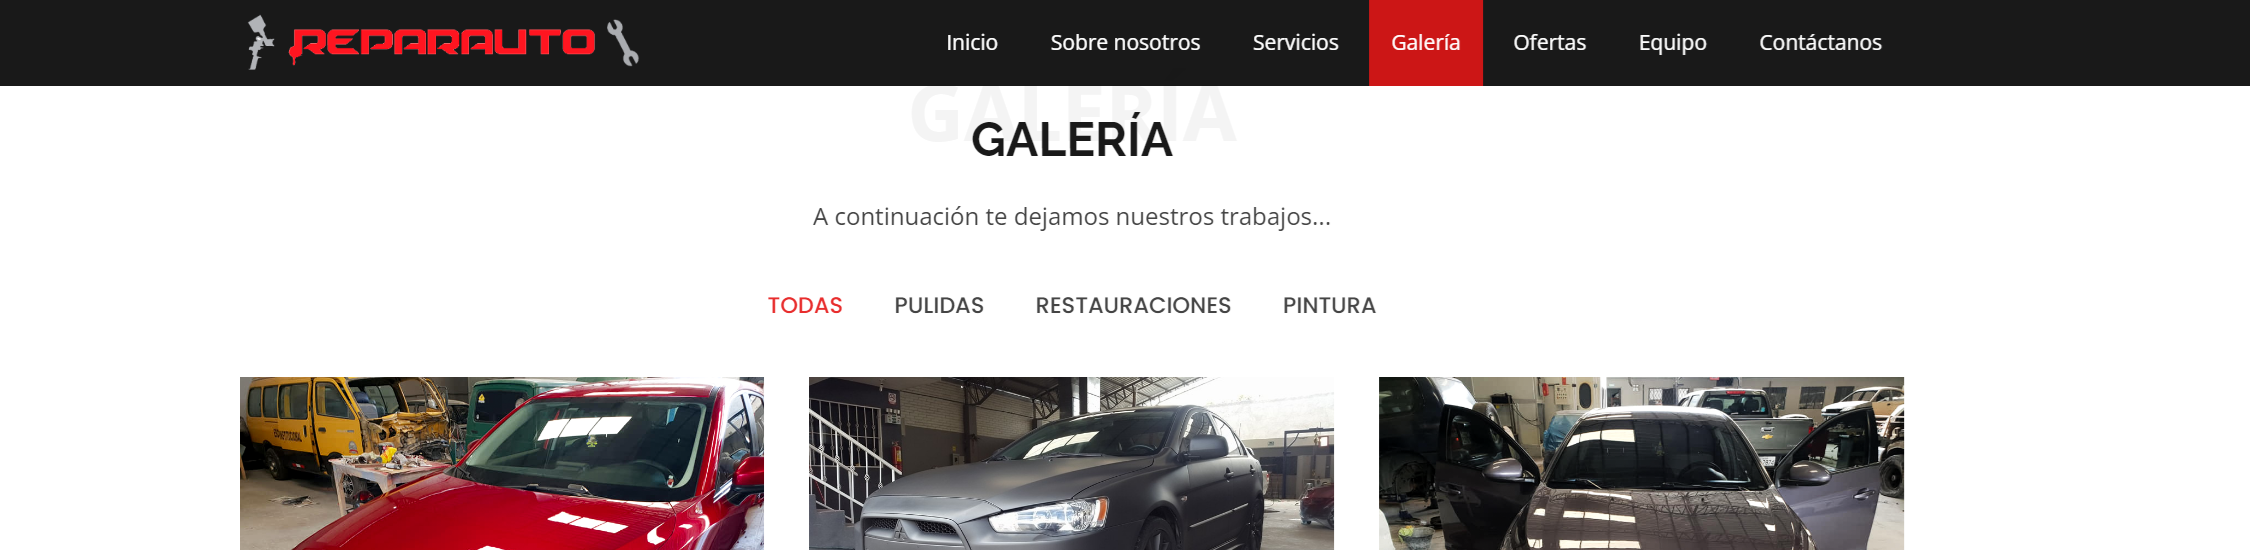 REPARAUTO
Inicio Sobre nosotros Servicios Galería Ofertas Equipo Contáctanos
GALERÍA
GALERÍA
A continuación te dejamos nuestros trabajos...
TODAS PULIDAS RESTAURACIONES PINTURA